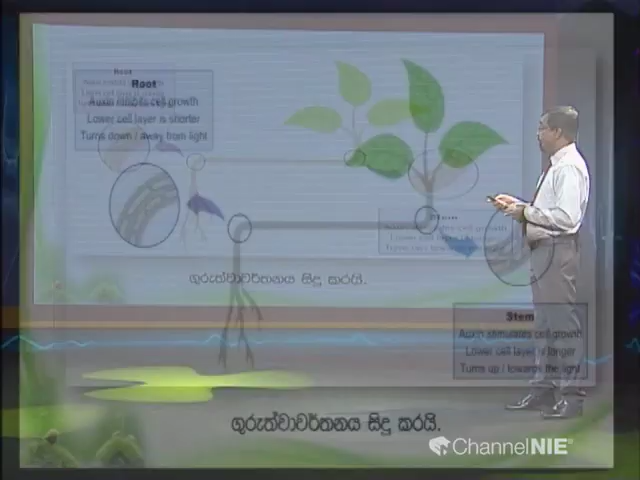 Root
Auxin inhibits cell growth
Lower cell layer is shorter
Turns down / away from light
Stem
ගුරුත්වාවර්තනය සිදු කරයි.
Stem
Auxin stimulates cell growth
Lower cell layer is longer
Turns up / towards the light
ගුරුත්වාවර්තනය සිදු කරයි.
ChannelNIE